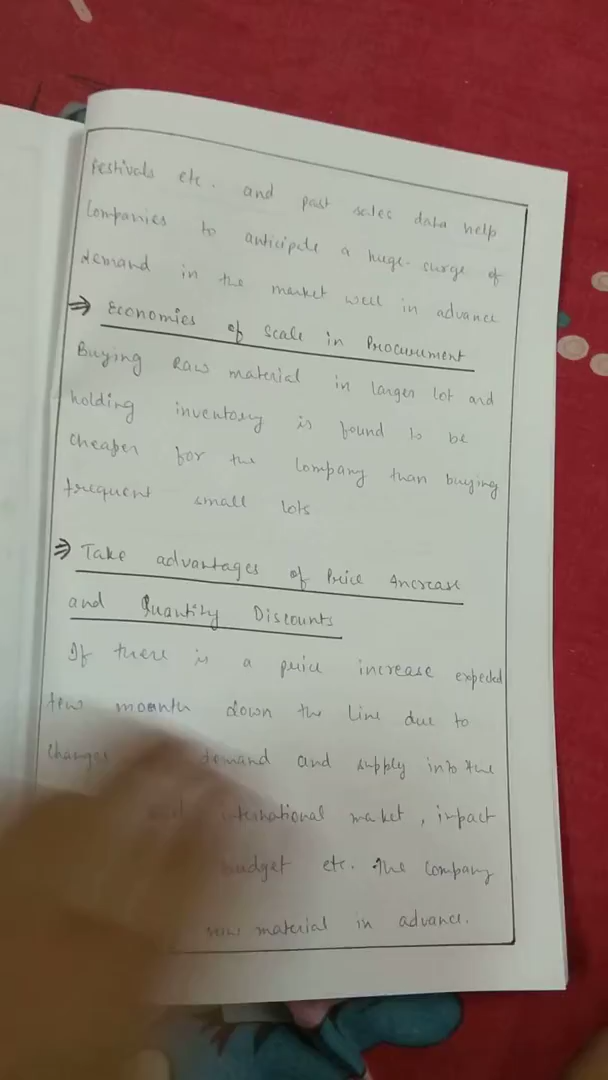 Festivals etc. and past sales data help
Companies to anticipate a huge surge of
demand in the market well in advance
⇒ Economies of Scale in Procurement
Buying Raw material in larger lot and
holding inventory is found to be
Cheaper for the company than buying
frequent small lots
⇒ Take advantages of Price Increase
and Quantity Discounts
If there is a price increase expected
few moanth down the line due to
changes demand and supply into the
international market, impact
budget etc. the company
raw material in advance.